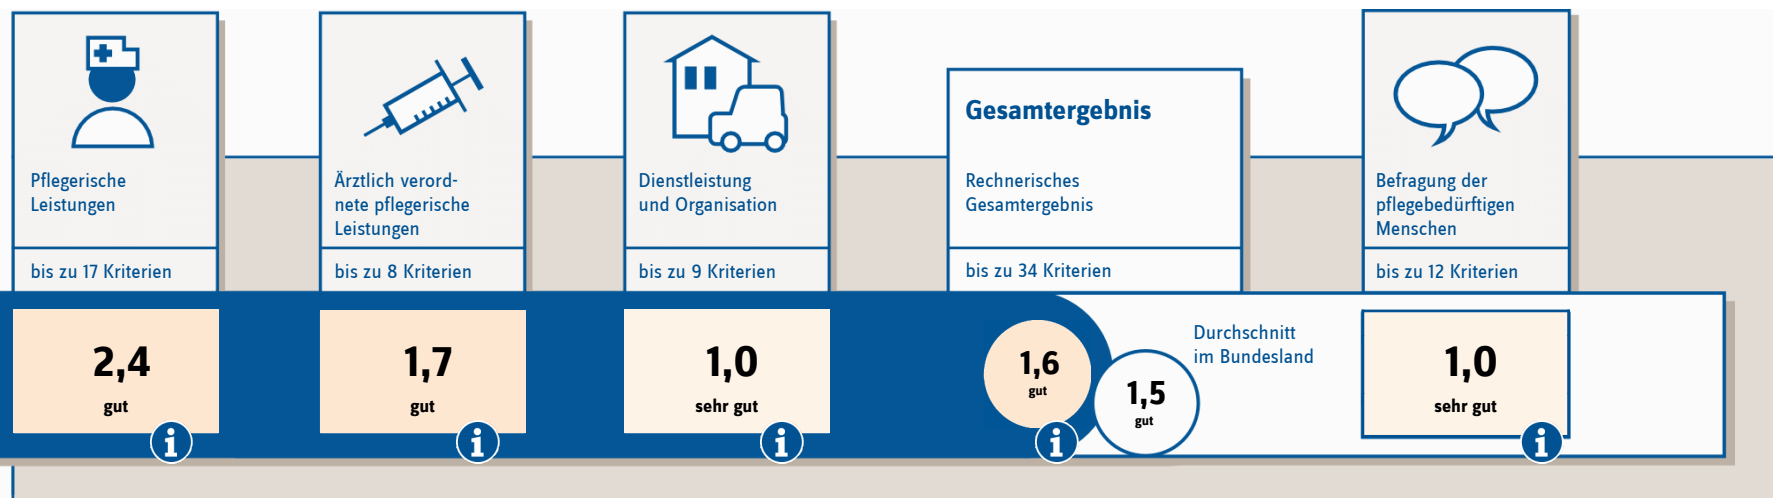 Pflegerische
Leistungen
bis zu 17 Kriterien
2,4
gut
Ärztlich verord-
nete pflegerische
Leistungen
bis zu 8 Kriterien
1,7
gut
Dienstleistung
und Organisation
bis zu 9 Kriterien
1,0
sehr gut
Gesamtergebnis
Rechnerisches
Gesamtergebnis
bis zu 34 Kriterien
1,6
gut
1,5
gut
Durchschnitt
im Bundesland
Befragung der
pflegebedürftigen
Menschen
bis zu 12 Kriterien
1,0
sehr gut